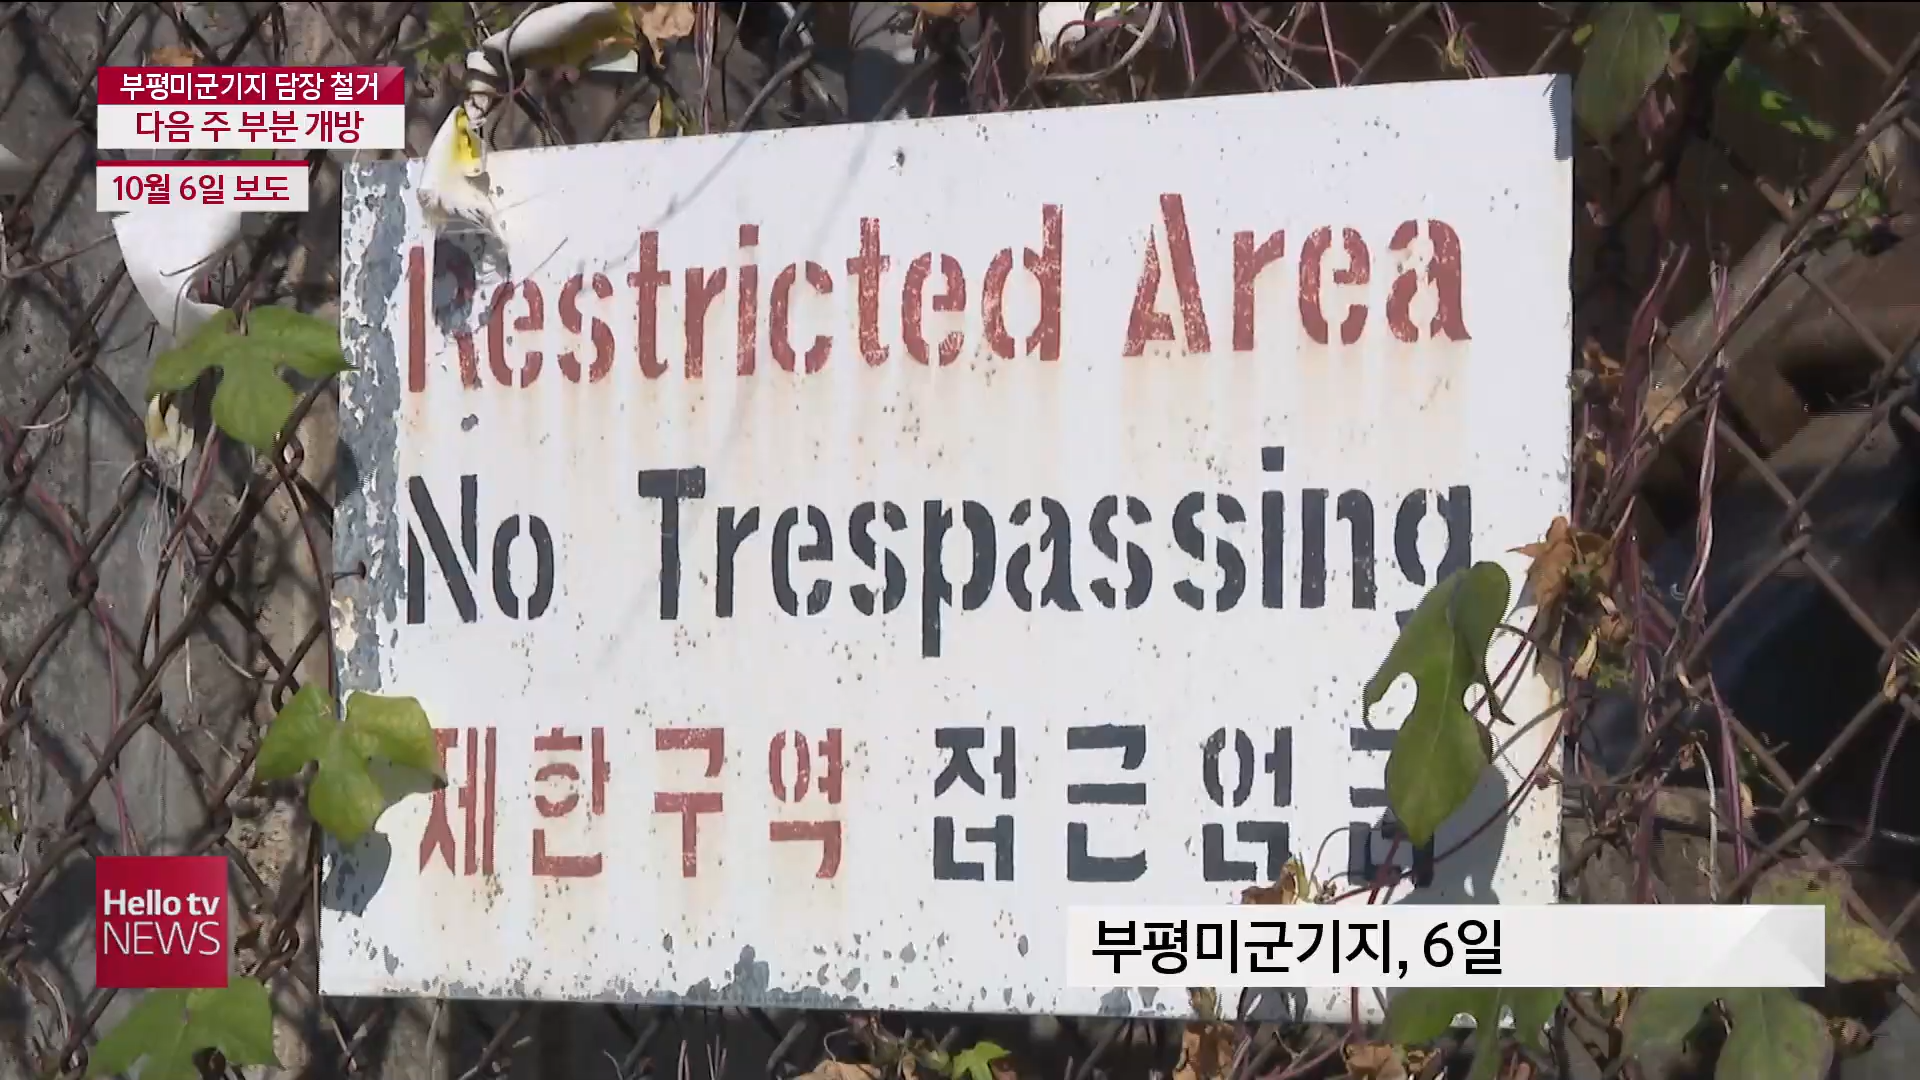 부평미군기지 담장 철거
다음 주 부분 개방
10월 6일 보도
Restricted Area
No Trespassing
제한구역 접근엄금
Hello tv
NEWS
부평미군기지, 6일